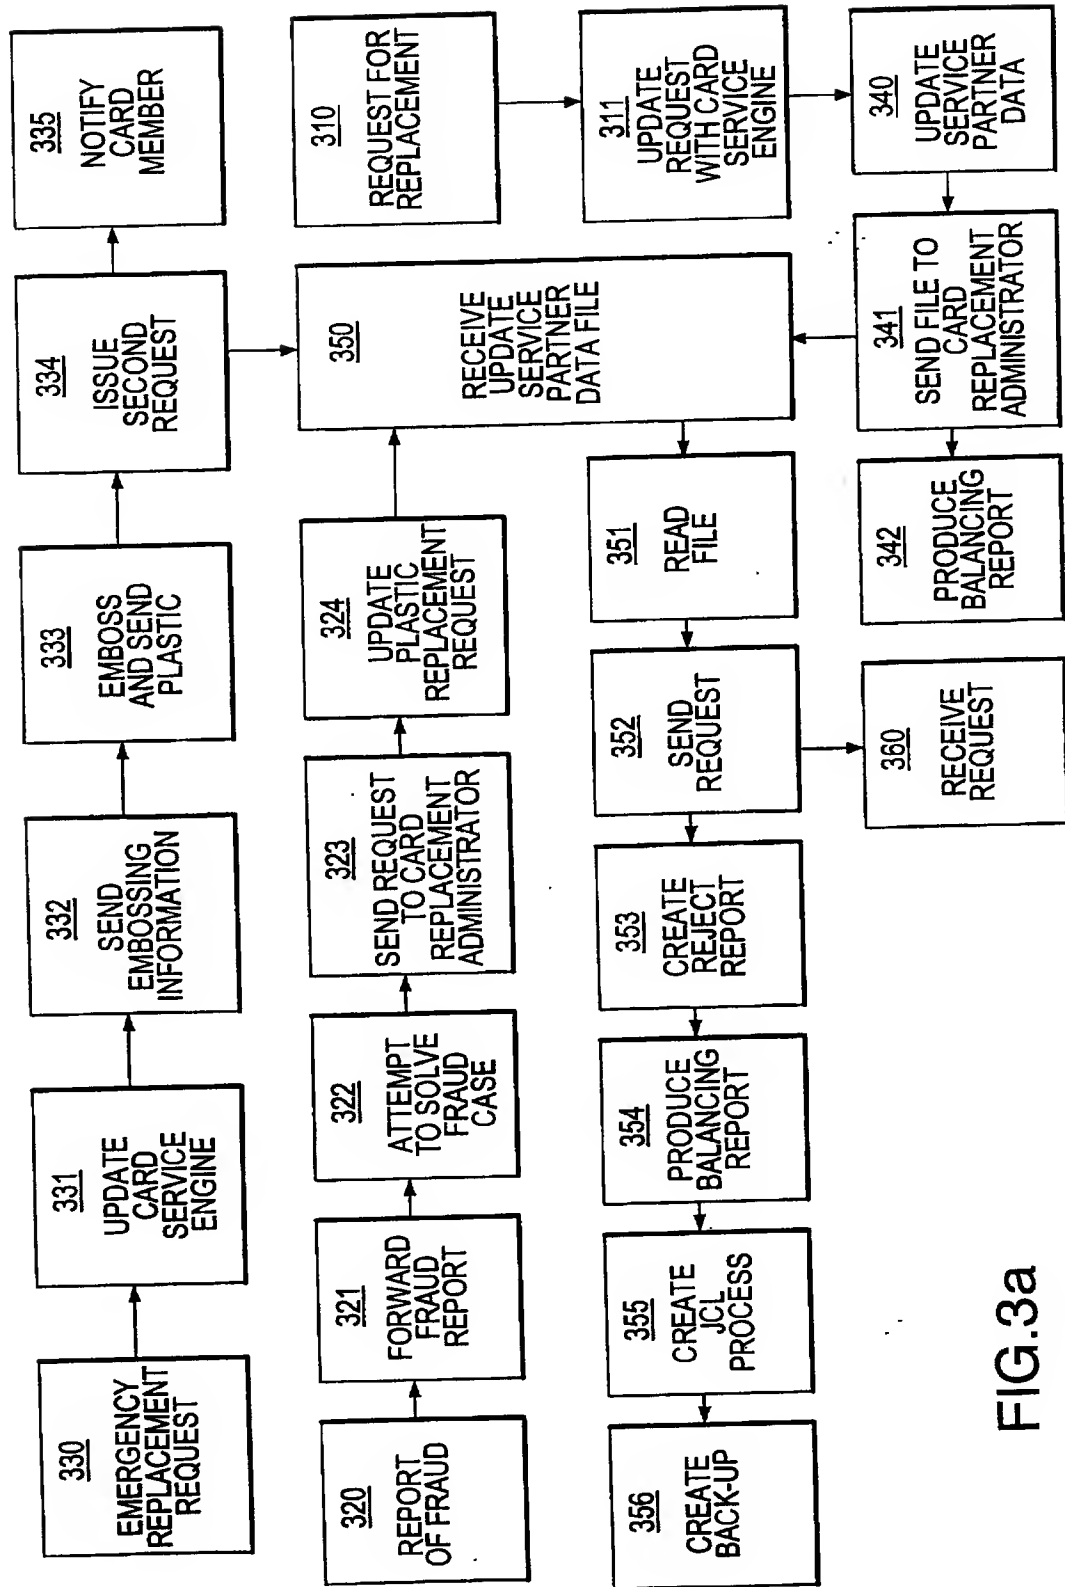 330
EMERGENCY
REPLACEMENT
REQUEST
331
UPDATE
CARD
SERVICE
ENGINE
332
SEND
EMBOSSING
INFORMATION
333
EMBOSS
AND SEND
PLASTIC
334
ISSUE
SECOND
REQUEST
335
NOTIFY
CARD
MEMBER
320
REPORT
OF FRAUD
321
FORWARD
FRAUD
REPORT
322
ATTEMPT
TO SOLVE
FRAUD
CASE
323
SEND REQUEST
TO CARD
REPLACEMENT
ADMINISTRATOR
324
UPDATE
PLASTIC
REPLACEMENT
REQUEST
350
RECEIVE
UPDATE
SERVICE
PARTNER
DATA FILE
310
REQUEST FOR
REPLACEMENT
311
UPDATE
REQUEST
WITH CARD
SERVICE
ENGINE
356
CREATE
BACK-UP
355
CREATE
JCL
PROCESS
354
PRODUCE
BALANCING
REPORT
353
CREATE
REJECT
REPORT
352
SEND
REQUEST
351
READ
FILE
360
RECEIVE
REQUEST
342
PRODUCE
BALANCING
REPORT
341
SEND FILE TO
CARD
REPLACEMENT
ADMINISTRATOR
340
UPDATE
SERVICE
PARTNER
DATA
FIG.3a